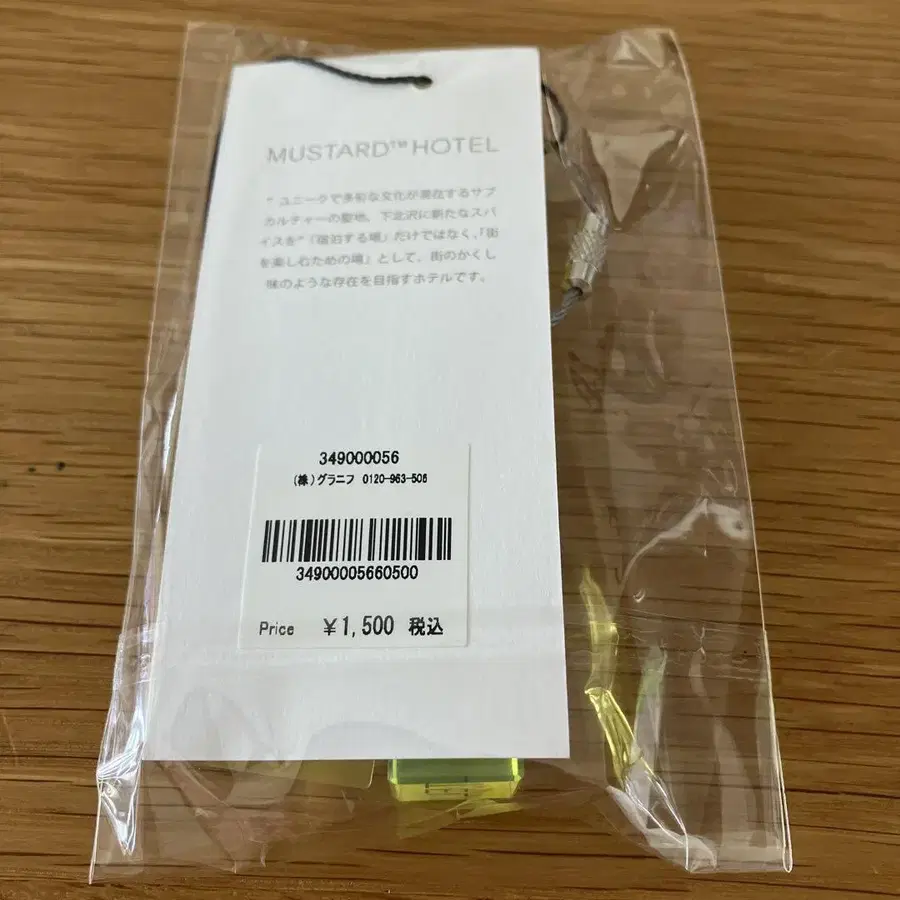 MUSTARD™ HOTEL
" ユニークで多彩な文化が混在するサブ
カルチャーの聖地、下北沢に新たなスパ
イスを"「宿泊する場」だけではなく、「街
を楽しむための場」として、街のかくし
味のような存在を目指すホテルです。
349000056
(株)グラニフ 0120-963-506
34900005660500
Price ￥1,500 税込